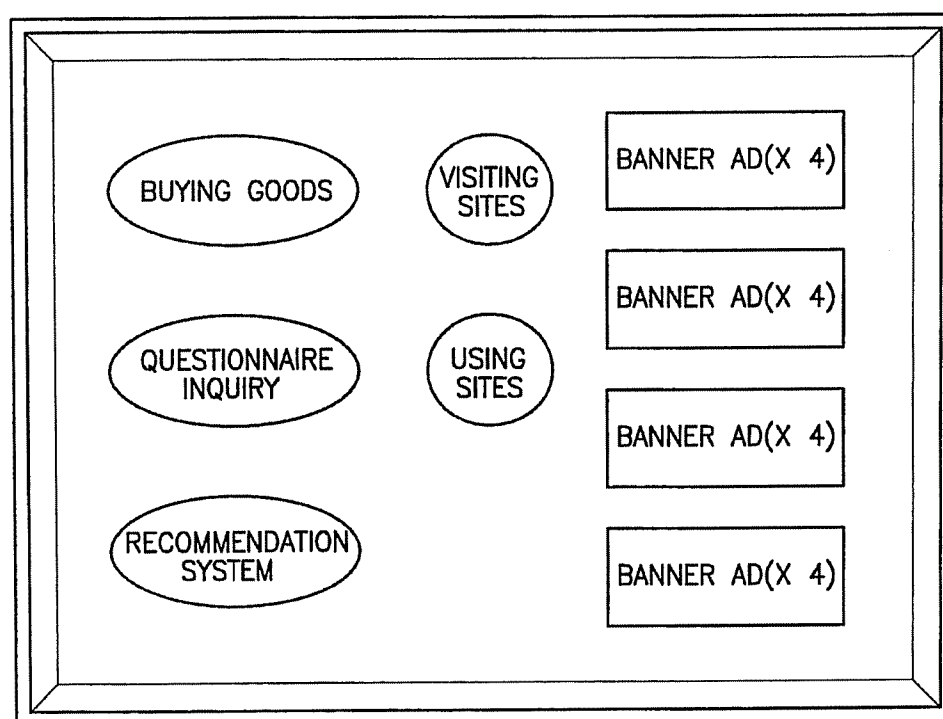 BUYING GOODS
VISITING
SITES
BANNER AD(X 4)
BANNER AD(X 4)
QUESTIONNAIRE
INQUIRY
USING
SITES
BANNER AD(X 4)
RECOMMENDATION
SYSTEM
BANNER AD(X 4)